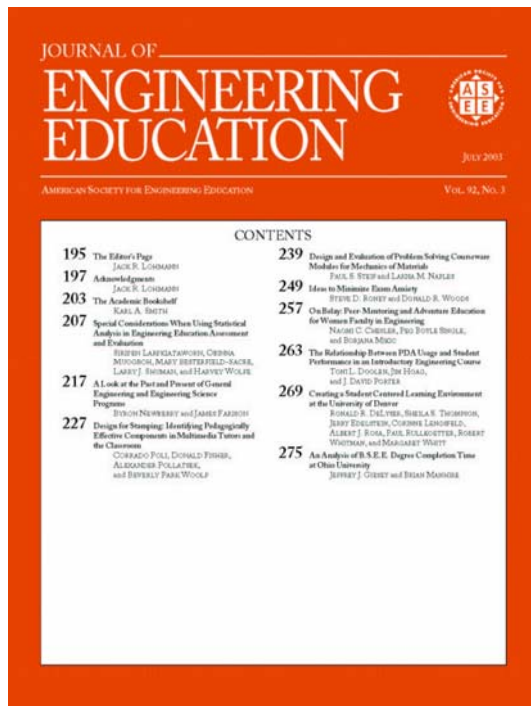 JOURNAL OF
ENGINEERING
EDUCATION
AMERICAN SOCIETY FOR
ENGINEERING EDUCATION
AS
EE
JULY 2003
AMERICAN SOCIETY FOR ENGINEERING EDUCATION
VOL. 92, NO. 3
CONTENTS
195 The Editor's Page
JACK R. LOHMANN
197 Acknowledgments
JACK R. LOHMANN
203 The Academic Bookshelf
KARL A. SMITH
207 Special Considerations When Using Statistical
Analysis in Engineering Education Assessment
and Evaluation
LARRY J. SHUMAN, and HARVEY WOLFE
217 A Look at the Past and Present of General
Engineering and Engineering Science
Programs
BYRON NEWBERRY and JAMES FARISON
227 Design for Stamping: Identifying Pedagogically
Effective Components in Multimedia Tutors and
the Classroom
CORRADO POLI, DONALD FISHER,
ALEXANDER POLLATSEK,
and BEVERLY PARK WOOLF
239 Design and Evaluation of Problem Solving Courseware
Modules for Mechanics of Materials
PAUL S. STEIF and LARISA M. NAPLES
249 Ideas to Minimize Exam Anxiety
STEVE D. RONEY and DONALD R. WOODS
257 On Belay: Peer-Mentoring and Adventure Education
for Women Faculty in Engineering
NAOMI C. CHESLER, PEG BOYLE SINGLE,
and BORJANA MIKIC
263 The Relationship Between PDA Usage and Student
Performance in an Introductory Engineering Course
TONI L. DOOLEN, JIM HOAG,
and J. DAVID PORTER
269 Creating a Student Centered Learning Environment
at the University of Denver
RONALD R. DELYSER, SHEILA S. THOMPSON,
JERRY EDELSTEIN, CORINNE LENGSFELD,
ALBERT J. ROSA, PAUL RULLKOETTER, ROBERT
WHITMAN, and MARGARET WHITT
275 An Analysis of B.S.E.E. Degree Completion Time
at Ohio University
JEFFREY J. GIESEY and BRIAN MANHIRE